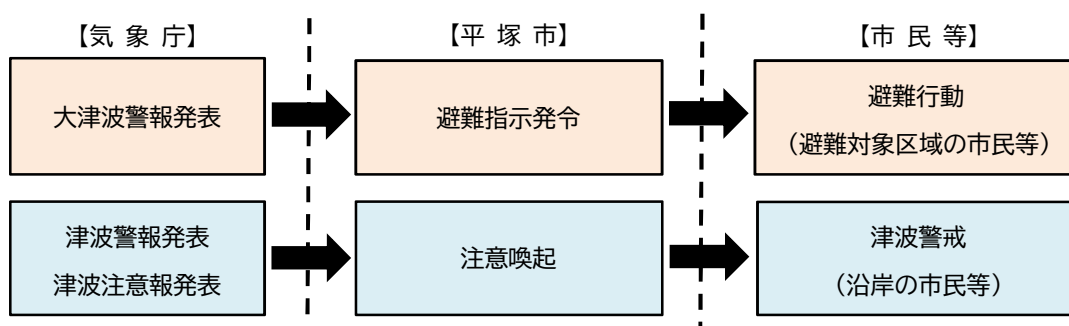 【気 象 庁】
【平 塚 市】
【市 民 等】
大津波警報発表
避難指示発令
避難行動
（避難対象区域の市民等）
津波警報発表
津波注意報発表
注意喚起
津波警戒
（沿岸の市民等）